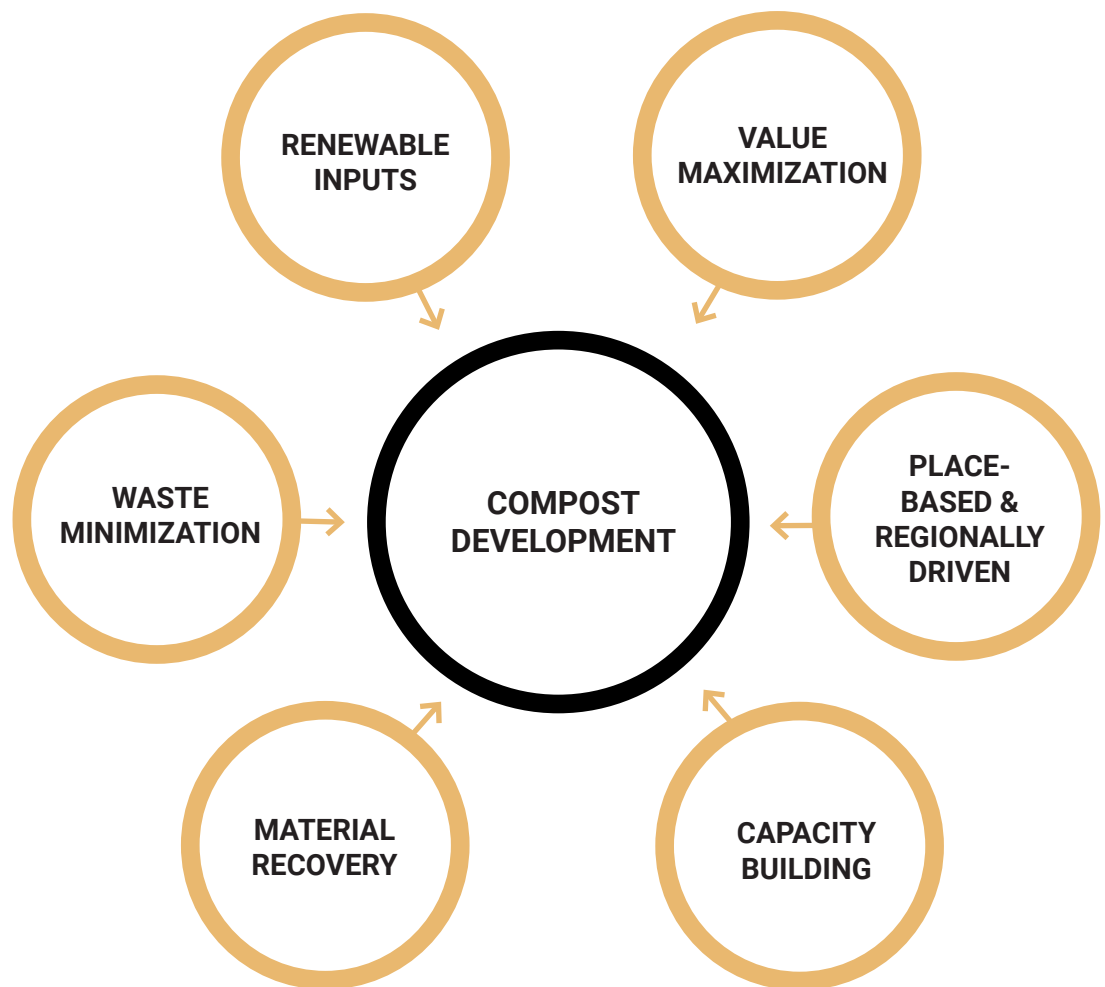 RENEWABLE
INPUTS
VALUE
MAXIMIZATION
WASTE
MINIMIZATION
COMPOST
DEVELOPMENT
PLACE-
BASED &
REGIONALLY
DRIVEN
MATERIAL
RECOVERY
CAPACITY
BUILDING